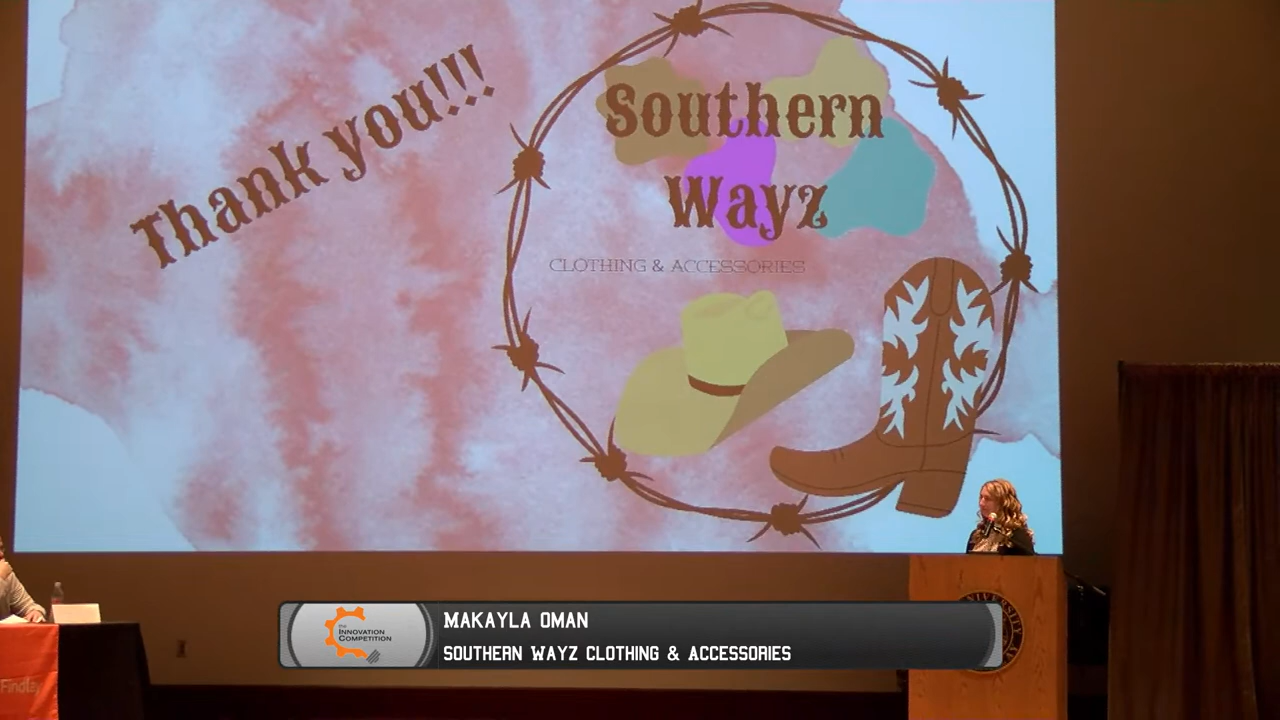 Thank you!!!
Southern
Wayz
CLOTHING & ACCESSORIES
the
INNOVATION
COMPETITION
MAKAYLA OMAN
SOUTHERN WAYZ CLOTHING & ACCESSORIES
Findlay